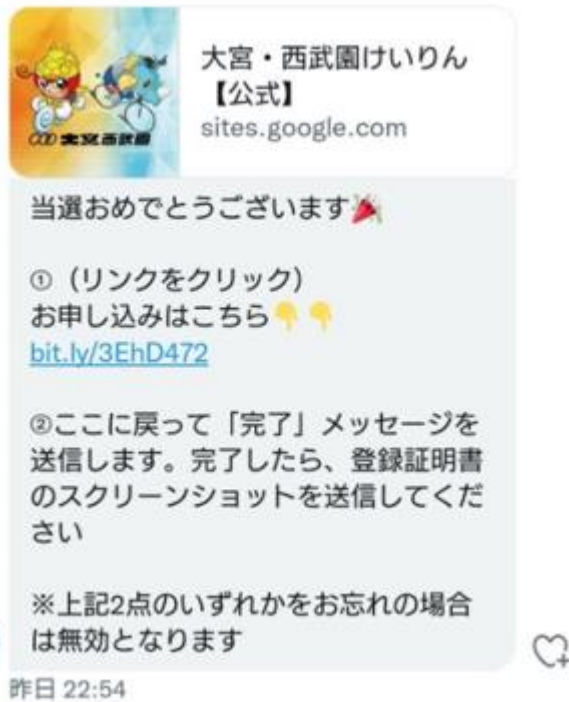 大宮・西武園けいりん
【公式】
sites.google.com
大宮西武園
当選おめでとうございます🎉
① （リンクをクリック）
お申し込みはこちら👇👇
bit.ly/3EhD472
②ここに戻って「完了」メッセージを
送信します。完了したら、登録証明書
のスクリーンショットを送信してくだ
さい
※上記2点のいずれかをお忘れの場合
は無効となります
昨日 22:54